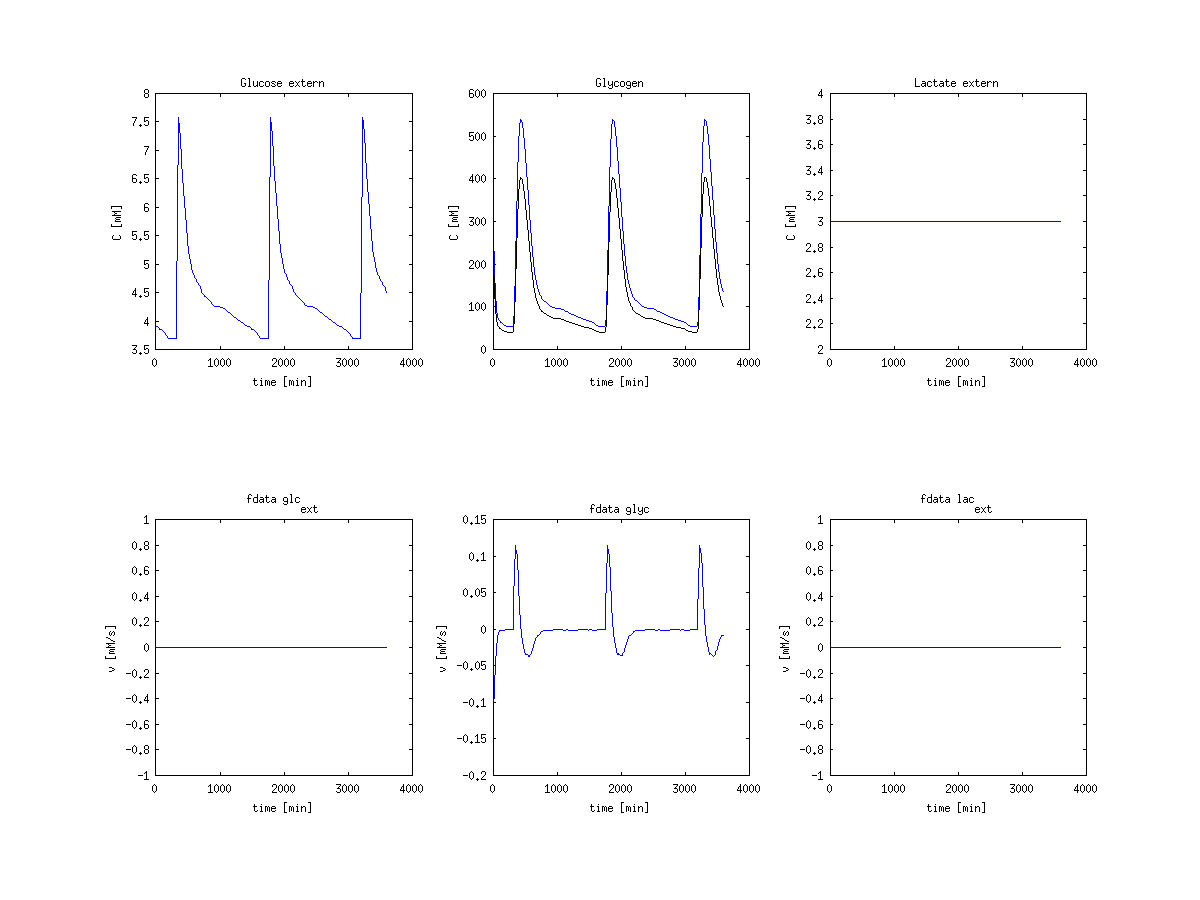 Glucose extern
8
7.5
7
6.5
6
5.5
5
4.5
4
3.5
C [mM]
0 1000 2000 3000 4000
time [min]
Glycogen
600
500
400
300
200
100
0
C [mM]
0 1000 2000 3000 4000
time [min]
Lactate extern
4
3.8
3.6
3.4
3.2
3
2.8
2.6
2.4
2.2
2
C [mM]
0 1000 2000 3000 4000
time [min]
fdata glc
ext
1
0.8
0.6
0.4
0.2
0
-0.2
-0.4
-0.6
-0.8
-1
v [mM/s]
0 1000 2000 3000 4000
time [min]
fdata glyc
0.15
0.1
0.05
0
-0.05
-0.1
-0.15
-0.2
v [mM/s]
0 1000 2000 3000 4000
time [min]
fdata lac
ext
1
0.8
0.6
0.4
0.2
0
-0.2
-0.4
-0.6
-0.8
-1
v [mM/s]
0 1000 2000 3000 4000
time [min]